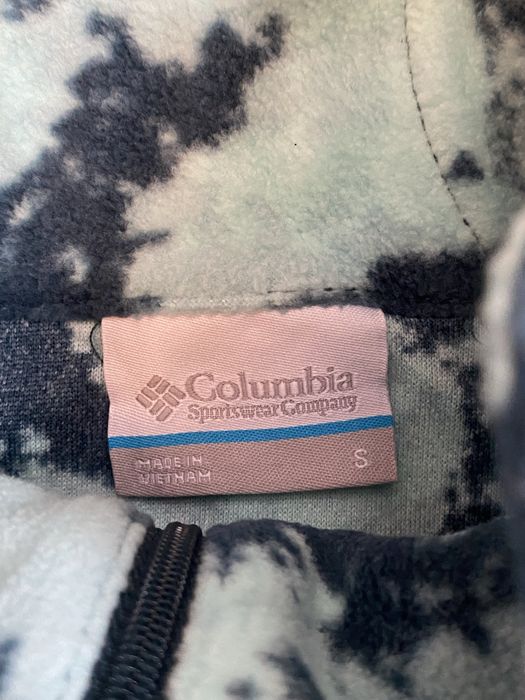 Columbia
Sportswear Company
MADE IN
VIETNAM
S